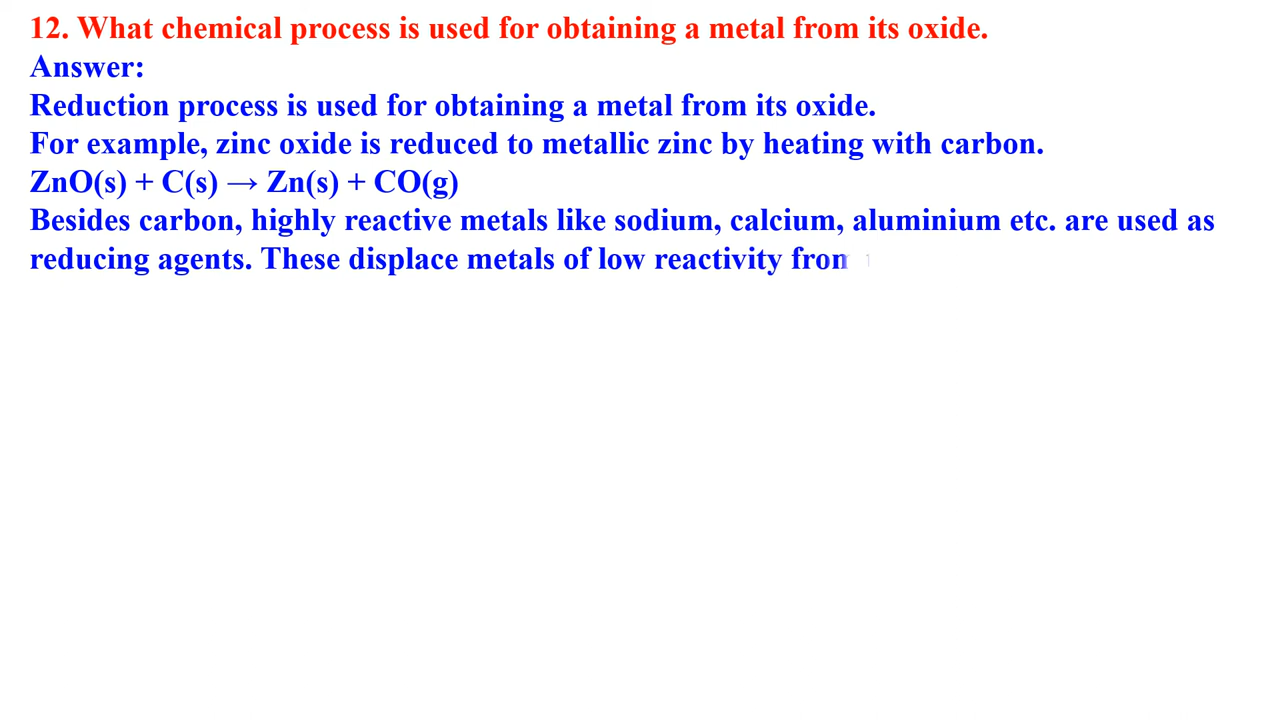 12. What chemical process is used for obtaining a metal from its oxide.
Answer:
Reduction process is used for obtaining a metal from its oxide.
For example, zinc oxide is reduced to metallic zinc by heating with carbon.
ZnO(s) + C(s) → Zn(s) + CO(g)
Besides carbon, highly reactive metals like sodium, calcium, aluminium etc. are used as
reducing agents. These displace metals of low reactivity from